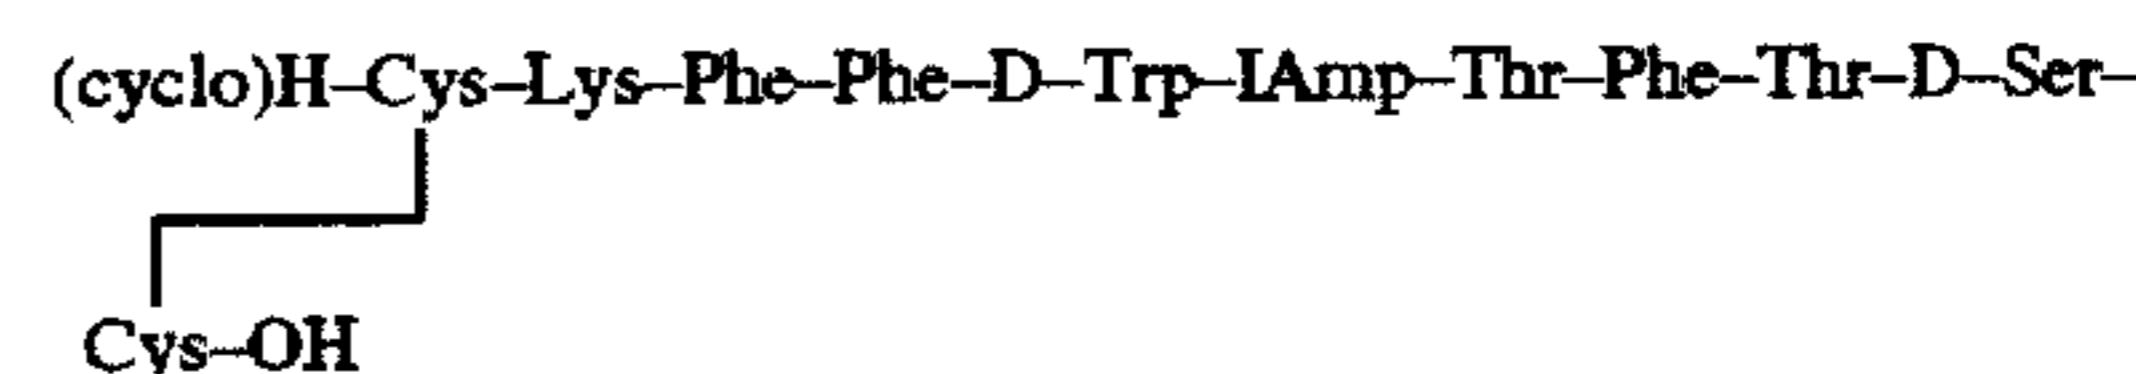 (cyclo)H–Cys–Lys–Phe–Phe–D–Trp–IAmp–Thr–Phe–Thr–D–Ser–
Cys–OH